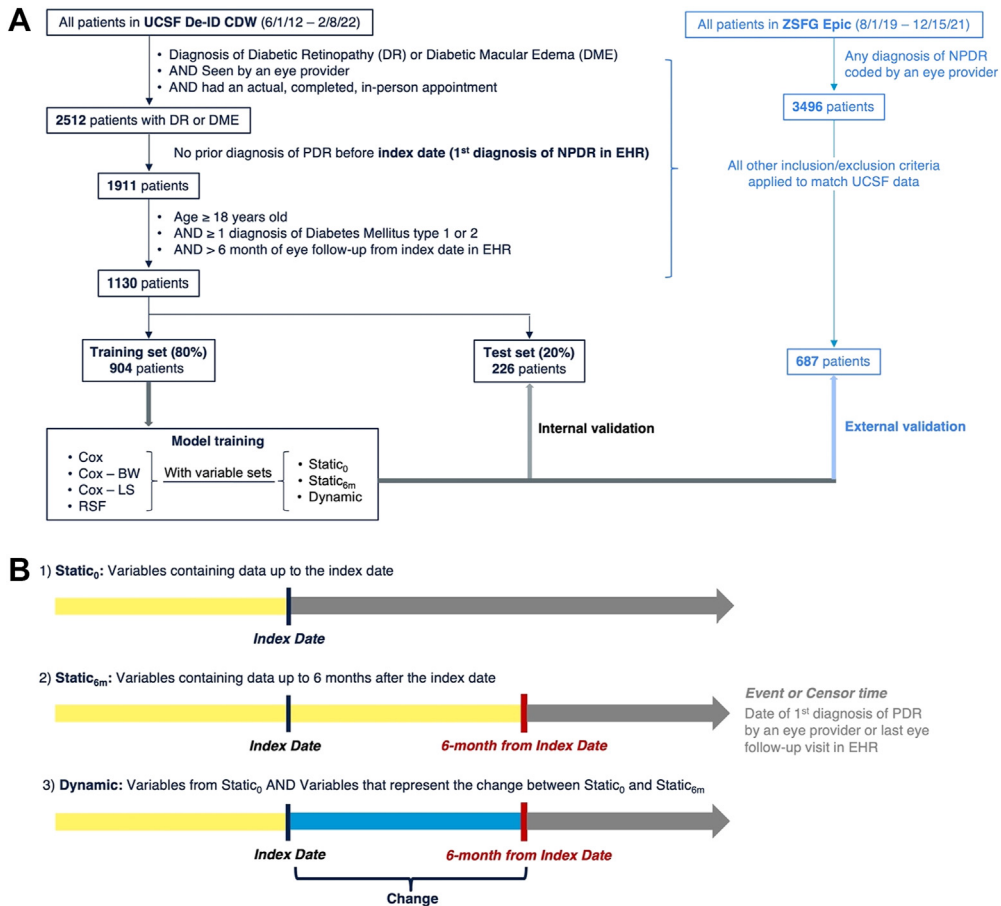 A
All patients in UCSF De-ID CDW (6/1/12 – 2/8/22)
• Diagnosis of Diabetic Retinopathy (DR) or Diabetic Macular Edema (DME)
• AND Seen by an eye provider
• AND had an actual, completed, in-person appointment
2512 patients with DR or DME
No prior diagnosis of PDR before index date (1st diagnosis of NPDR in EHR)
1911 patients
• Age ≥ 18 years old
• AND ≥ 1 diagnosis of Diabetes Mellitus type 1 or 2
• AND > 6 month of eye follow-up from index date in EHR
1130 patients
All patients in ZSFG Epic (8/1/19 – 12/15/21)
Any diagnosis of NPDR
coded by an eye provider
3496 patients
All other inclusion/exclusion criteria
applied to match UCSF data
Training set (80%)
904 patients
Test set (20%)
226 patients
687 patients
Internal validation
External validation
Model training
• Cox
• Cox – BW
• Cox – LS
• RSF
With variable sets
• Static0
• Static6m
• Dynamic
B
1) Static0: Variables containing data up to the index date
Index Date
2) Static6m: Variables containing data up to 6 months after the index date
Index Date
6-month from Index Date
Event or Censor time
Date of 1st diagnosis of PDR
by an eye provider or last eye
follow-up visit in EHR
3) Dynamic: Variables from Static0 AND Variables that represent the change between Static0 and Static6m
Index Date
6-month from Index Date
Change